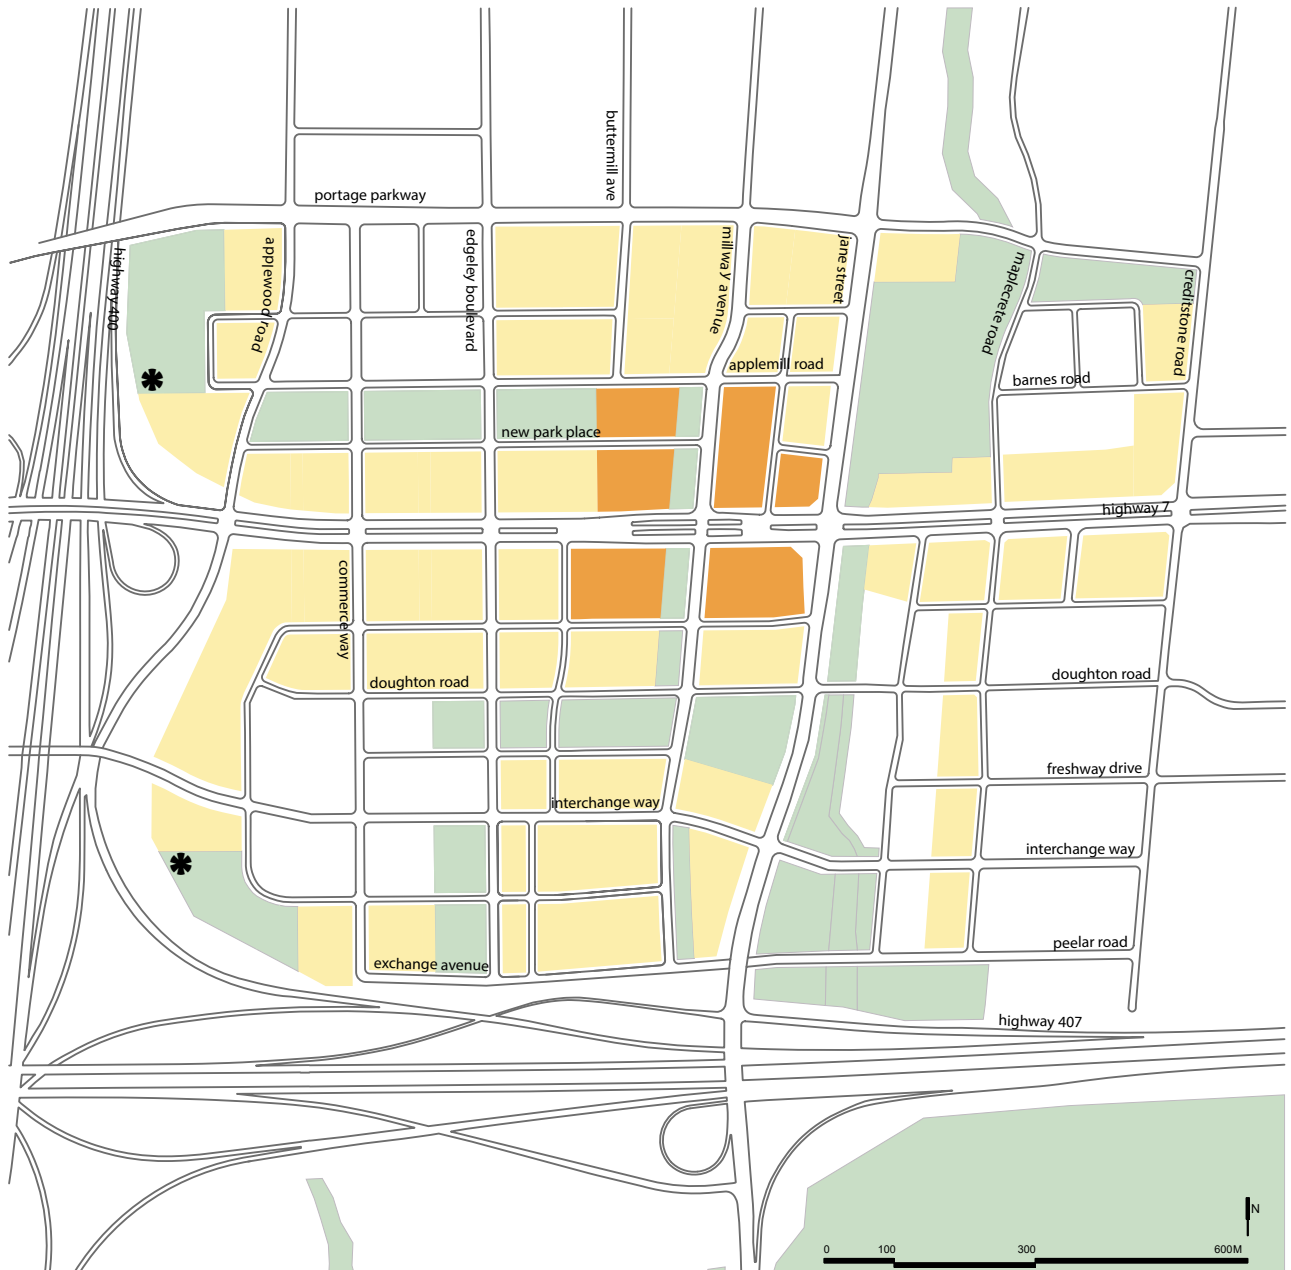 buttermill ave
portage parkway
highway 400
applewood road
edgeley boulevard
millway avenue
jane street
maplecrete road
creditstone road
applemill road
barnes road
new park place
highway 7
commerce way
doughton road
doughton road
freshway drive
interchange way
interchange way
peelar road
exchange avenue
highway 407
N
0 100 300 600M